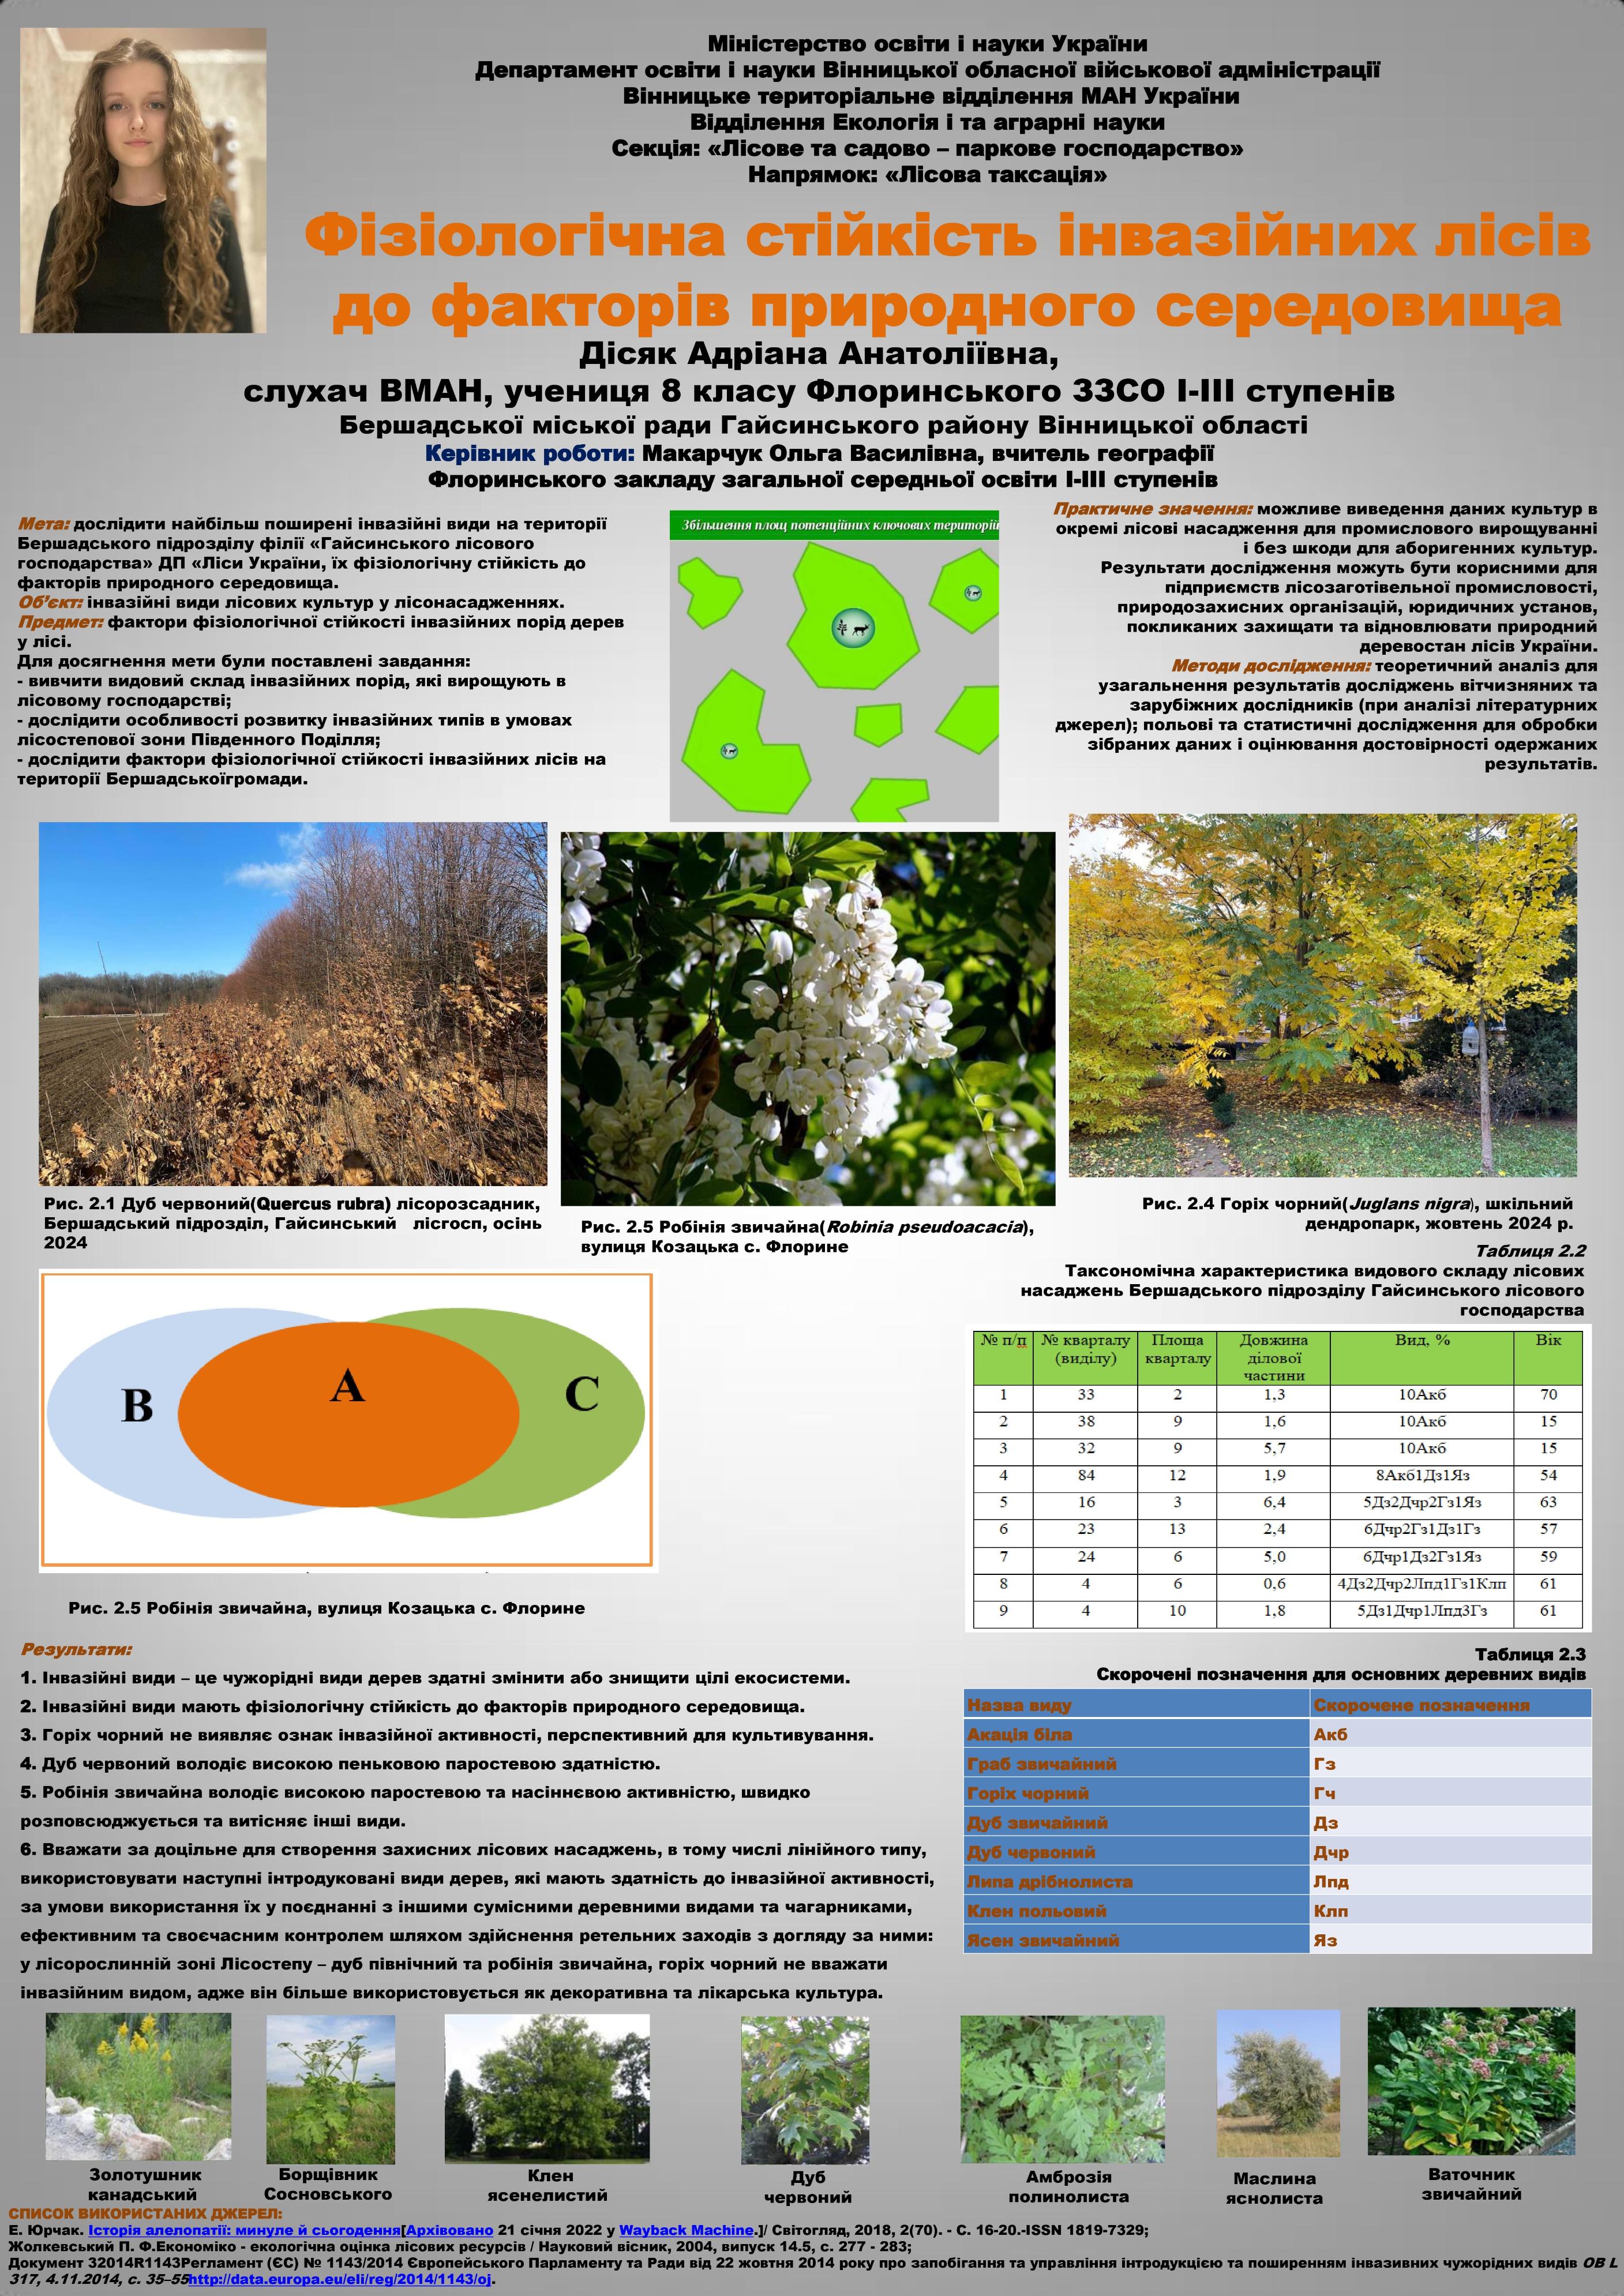 Міністерство освіти і науки України
Департамент освіти і науки Вінницької обласної військової адміністрації
Вінницьке територіальне відділення МАН України
Відділення Екологія і та аграрні науки
Секція: «Лісове та садово – паркове господарство»
Напрямок: «Лісова таксація»
Фізіологічна стійкість інвазійних лісів
до факторів природного середовища
Дісяк Адріана Анатоліївна,
слухач ВМАН, учениця 8 класу Флоринського ЗЗСО І-ІІІ ступенів
Бершадської міської ради Гайсинського району Вінницької області
Керівник роботи: Макарчук Ольга Василівна, вчитель географії
Флоринського закладу загальної середньої освіти І-ІІІ ступенів
Мета: дослідити найбільш поширені інвазійні види на території
Бершадського підрозділу філії «Гайсинського лісового
господарства» ДП «Ліси України, їх фізіологічну стійкість до
факторів природного середовища.
Об'єкт: інвазійні види лісових культур у лісонасадженнях.
Предмет: фактори фізіологічної стійкості інвазійних порід дерев
у лісі.
Для досягнення мети були поставлені завдання:
- вивчити видовий склад інвазійних порід, які вирощують в
лісовому господарстві;
- дослідити особливості розвитку інвазійних типів в умовах
лісостепової зони Південного Поділля;
- дослідити фактори фізіологічної стійкості інвазійних лісів на
території Бершадськоїгромади.
Збільшення площ потенційних ключових територій
Практичне значення: можливе виведення даних культур в
окремі лісові насадження для промислового вирощуванні
і без шкоди для аборигенних культур.
Результати дослідження можуть бути корисними для
підприємств лісозаготівельної промисловості,
природозахисних організацій, юридичних установ,
покликаних захищати та відновлювати природний
деревостан лісів України.
Методи дослідження: теоретичний аналіз для
узагальнення результатів досліджень вітчизняних та
зарубіжних дослідників (при аналізі літературних
джерел); польові та статистичні дослідження для обробки
зібраних даних і оцінювання достовірності одержаних
результатів.
Рис. 2.1 Дуб червоний(Quercus rubra) лісорозсадник,
Бершадський підрозділ, Гайсинський лісгосп, осінь
2024
Рис. 2.5 Робінія звичайна(Robinia pseudoacacia),
вулиця Козацька с. Флорине
Рис. 2.4 Горіх чорний(Juglans nigra), шкільний
дендропарк, жовтень 2024 р.
Таблиця 2.2
Таксономічна характеристика видового складу лісових
насаджень Бершадського підрозділу Гайсинського лісового
господарства
№ п/п № кварталу (виділу) Площа кварталу Довжина ділової частини Вид, % Вік
1 33 2 1,3 10Акб 70
2 38 9 1,6 10Акб 15
3 32 9 5,7 10Акб 15
4 84 12 1,9 8Акб1Дз1Яз 54
5 16 3 6,4 5Дз2Дчр2Гз1Яз 63
6 23 13 2,4 6Дчр2Гз1Дз1Гз 57
7 24 6 5,0 6Дчр1Дз2Гз1Яз 59
8 4 6 0,6 4Дз2Дчр2Лпд1Гз1Клп 61
9 4 10 1,8 5Дз1Дчр1Лпд3Гз 61
B A C
Рис. 2.5 Робінія звичайна, вулиця Козацька с. Флорине
Результати:
1. Інвазійні види – це чужорідні види дерев здатні змінити або знищити цілі екосистеми.
2. Інвазійні види мають фізіологічну стійкість до факторів природного середовища.
3. Горіх чорний не виявляє ознак інвазійної активності, перспективний для культивування.
4. Дуб червоний володіє високою пеньковою паростевою здатністю.
5. Робінія звичайна володіє високою паростевою та насіннєвою активністю, швидко
розповсюджується та витісняє інші види.
6. Вважати за доцільне для створення захисних лісових насаджень, в тому числі лінійного типу,
використовувати наступні інтродуковані види дерев, які мають здатність до інвазійної активності,
за умови використання їх у поєднанні з іншими сумісними деревними видами та чагарниками,
ефективним та своєчасним контролем шляхом здійснення ретельних заходів з догляду за ними:
у лісорослинній зоні Лісостепу – дуб північний та робінія звичайна, горіх чорний не вважати
інвазійним видом, адже він більше використовується як декоративна та лікарська культура.
Таблиця 2.3
Скорочені позначення для основних деревних видів
Назва виду Скорочене позначення
Акація біла Акб
Граб звичайний Гз
Горіх чорний Гч
Дуб звичайний Дз
Дуб червоний Дчр
Липа дрібнолиста Лпд
Клен польовий Клп
Ясен звичайний Яз
Золотушник
канадський
Борщівник
Сосновського
Клен
ясенелистий
Дуб
червоний
Амброзія
полинолиста
Маслина
яснолиста
Ваточник
звичайний
СПИСОК ВИКОРИСТАНИХ ДЖЕРЕЛ:
Е. Юрчак. Історія алелопатії: минуле й сьогодення[Архівовано 21 січня 2022 у Wayback Machine.]/ Світогляд, 2018, 2(70). - С. 16-20.-ISSN 1819-7329;
Жолкевський П. Ф.Економіко - екологічна оцінка лісових ресурсів / Науковий вісник, 2004, випуск 14.5, с. 277 - 283;
Документ 32014R1143Регламент (ЄС) № 1143/2014 Європейського Парламенту та Ради від 22 жовтня 2014 року про запобігання та управління інтродукцією та поширенням інвазивних чужорідних видів OB L
317, 4.11.2014, с. 35–55http://data.europa.eu/eli/reg/2014/1143/oj.